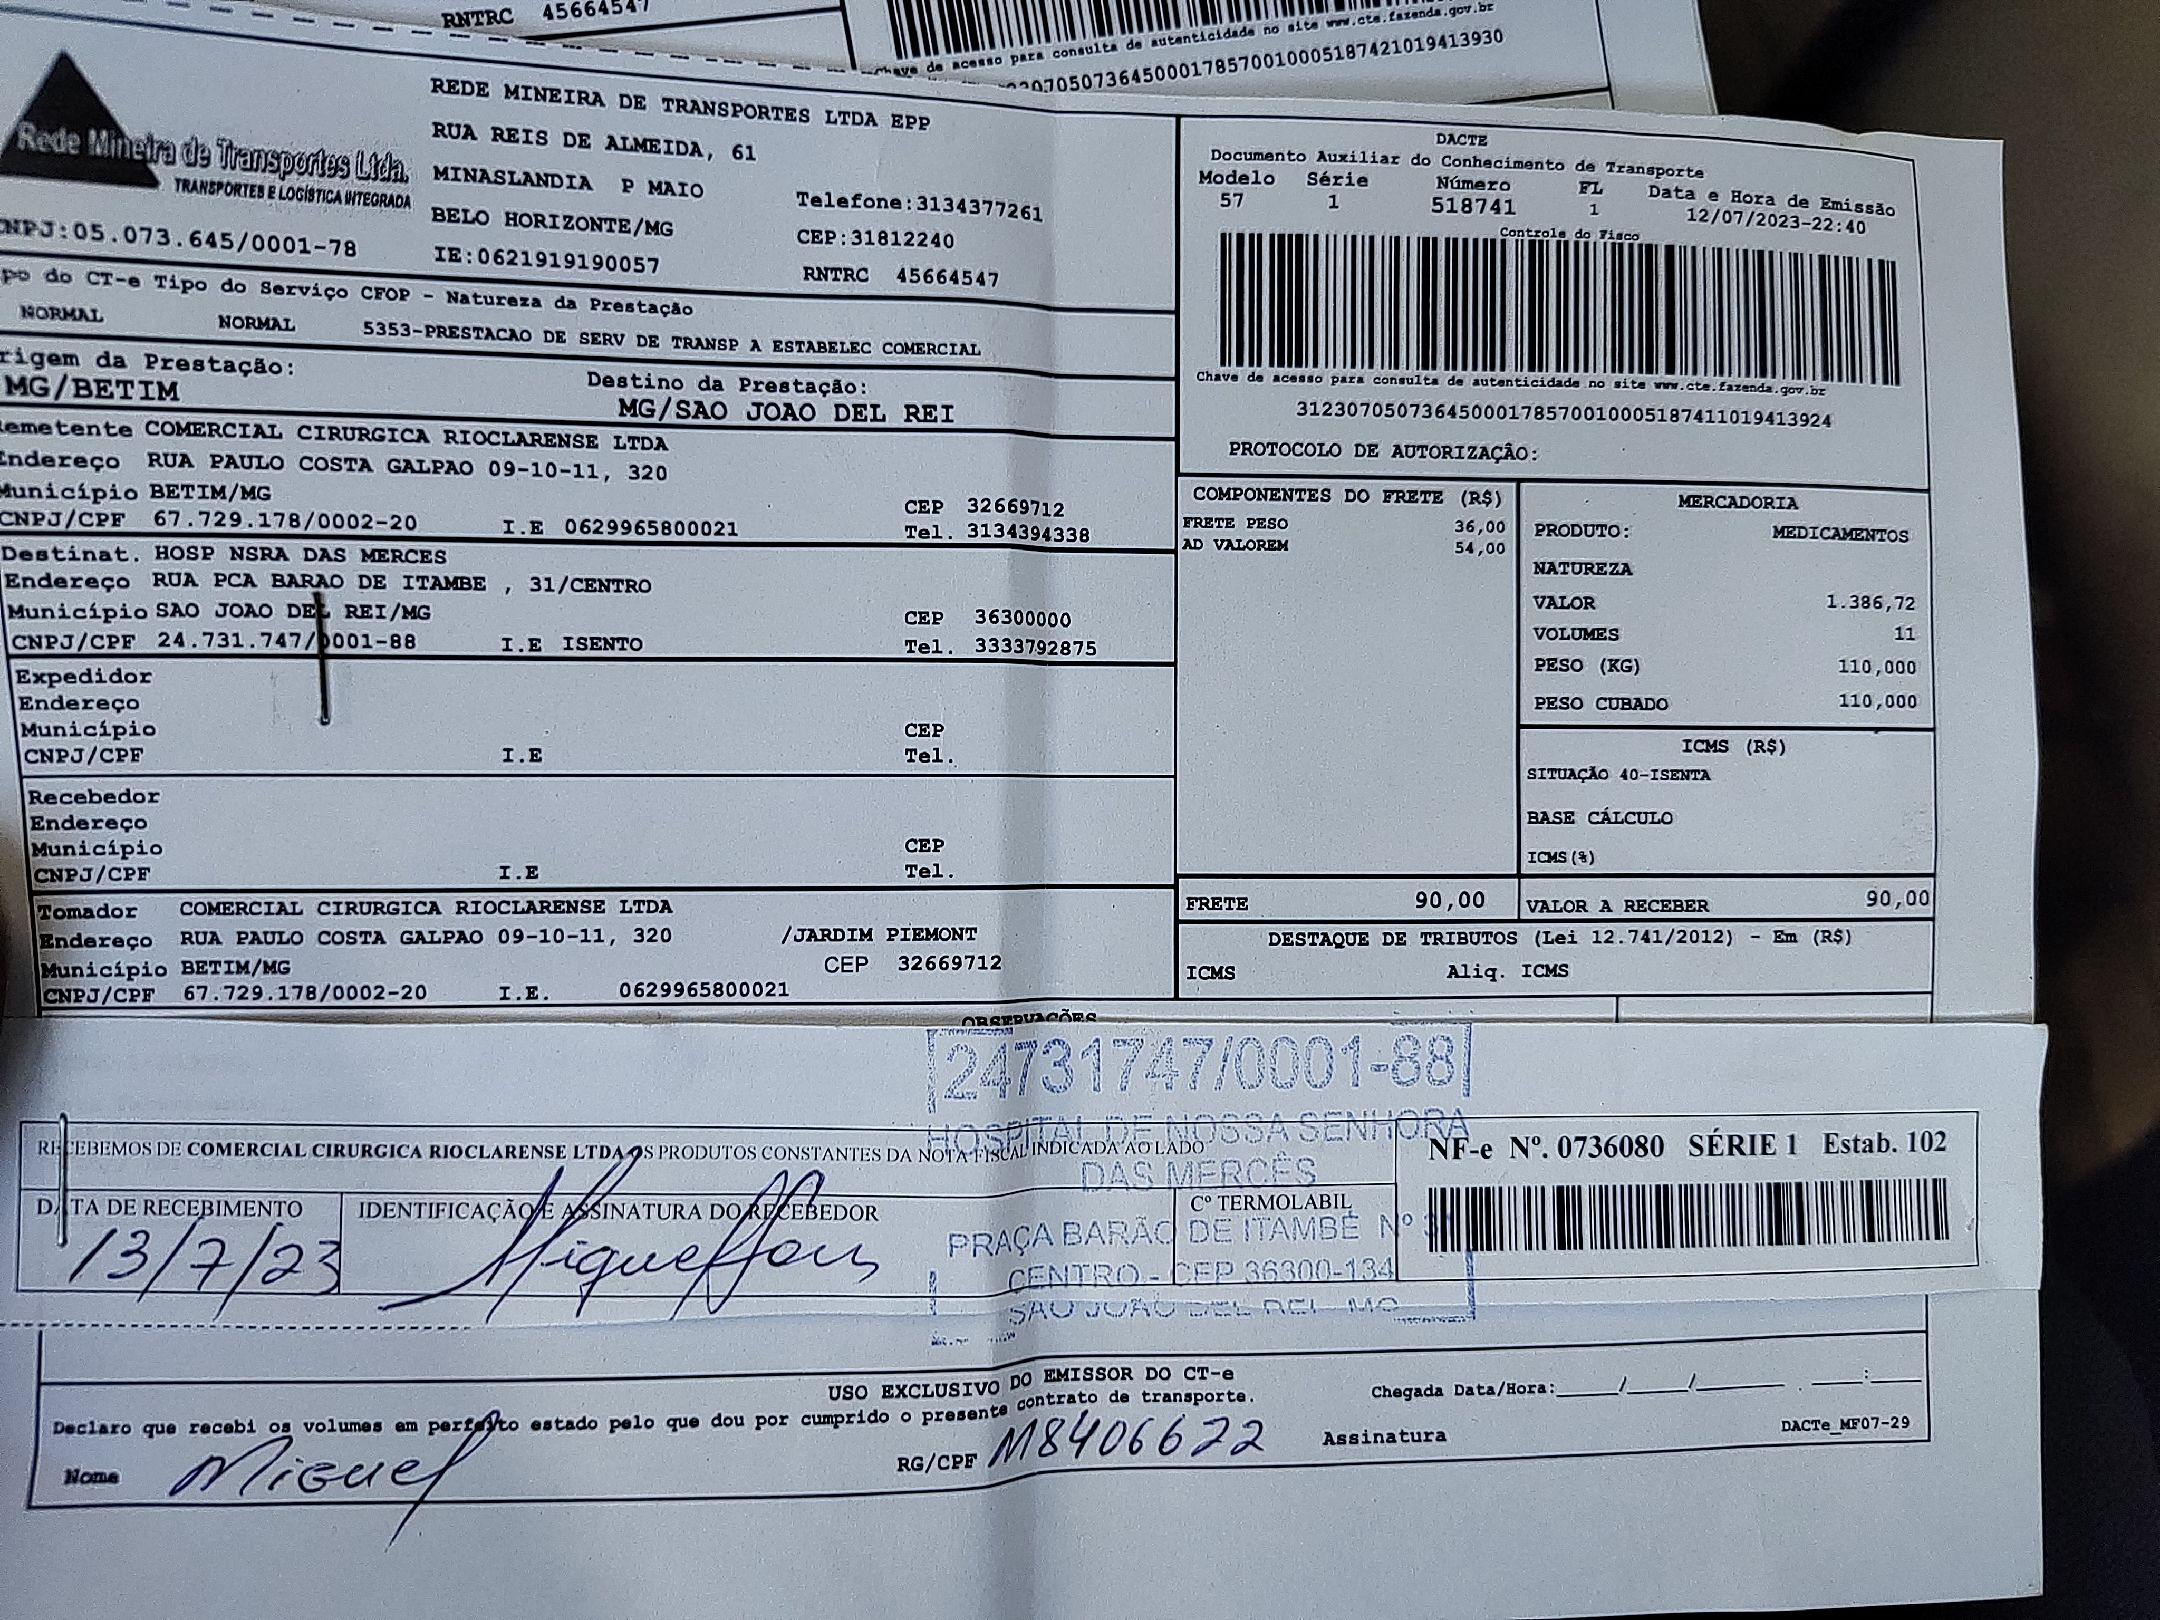 RNTRC 45664547
Chave de acesso para consulta de autenticidade no site www.cte.fazenda.gov.br
2307050736450001785700100051874210194 13930
Rede Mineira de Transportes Ltda.
TRANSPORTES E LOGÍSTICA INTEGRADA
CNPJ:05.073.645/0001-78
REDE MINEIRA DE TRANSPORTES LTDA EPP
RUA REIS DE ALMEIDA, 61
MINASLANDIA P MAIO
Telefone:3134377261
BELO HORIZONTE/MG
CEP:31812240
IE:0621919190057
RNTRC 45664547
DACTE
Documento Auxiliar do Conhecimento de Transporte
Modelo Série Número FL Data e Hora de Emissão
57 1 518741 1 12/07/2023-22:40
Controle do Fisco
Chave de acesso para consulta de autenticidade no site www.cte.fazenda.gov.br
31230705073645000178570010005187411019413924
PROTOCOLO DE AUTORIZAÇÃO:
po do CT-e Tipo do Serviço CFOP - Natureza da Prestação
NORMAL NORMAL 5353-PRESTACAO DE SERV DE TRANSP A ESTABELEC COMERCIAL
rigem da Prestação: Destino da Prestação:
MG/BETIM MG/SAO JOAO DEL REI
emetente COMERCIAL CIRURGICA RIOCLARENSE LTDA
Endereço RUA PAULO COSTA GALPAO 09-10-11, 320
Município BETIM/MG CEP 32669712
CNPJ/CPF 67.729.178/0002-20 I.E 0629965800021 Tel. 3134394338
Destinat. HOSP NSRA DAS MERCES
Endereço RUA PCA BARAO DE ITAMBE , 31/CENTRO
Município SAO JOAO DEL REI/MG CEP 36300000
CNPJ/CPF 24.731.747/0001-88 I.E ISENTO Tel. 3333792875
Expedidor
Endereço
Município CEP
CNPJ/CPF I.E Tel.
Recebedor
Endereço
Município CEP
CNPJ/CPF I.E Tel.
Tomador COMERCIAL CIRURGICA RIOCLARENSE LTDA
Endereço RUA PAULO COSTA GALPAO 09-10-11, 320 /JARDIM PIEMONT
Município BETIM/MG CEP 32669712
CNPJ/CPF 67.729.178/0002-20 I.E. 0629965800021
COMPONENTES DO FRETE (R$)
FRETE PESO 36,00
AD VALOREM 54,00
MERCADORIA
PRODUTO: MEDICAMENTOS
NATUREZA
VALOR 1.386,72
VOLUMES 11
PESO (KG) 110,000
PESO CUBADO 110,000
ICMS (R$)
SITUAÇÃO 40-ISENTA
BASE CÁLCULO
ICMS(%)
FRETE 90,00 VALOR A RECEBER 90,00
DESTAQUE DE TRIBUTOS (Lei 12.741/2012) - Em (R$)
ICMS Aliq. ICMS
OBSERVAÇÕES
24731747/0001-88
HOSPITAL DE NOSSA SENHORA
DAS MERCÊS
PRAÇA BARÃO DE ITAMBÉ Nº 3
CENTRO - CEP 36300-134
SÃO JOÃO DEL REI - MG
RECEBEMOS DE COMERCIAL CIRURGICA RIOCLARENSE LTDA OS PRODUTOS CONSTANTES DA NOTA FISCAL INDICADA AO LADO
NF-e Nº. 0736080 SÉRIE 1 Estab. 102
DATA DE RECEBIMENTO IDENTIFICAÇÃO E ASSINATURA DO RECEBEDOR Cº TERMOLABIL
13/7/23
USO EXCLUSIVO DO EMISSOR DO CT-e
Chegada Data/Hora:____/____/______ . ____:____
Declaro que recebi os volumes em perfeito estado pelo que dou por cumprido o presente contrato de transporte.
Nome Miguel RG/CPF M8406622 Assinatura
DACTe_MF07-29